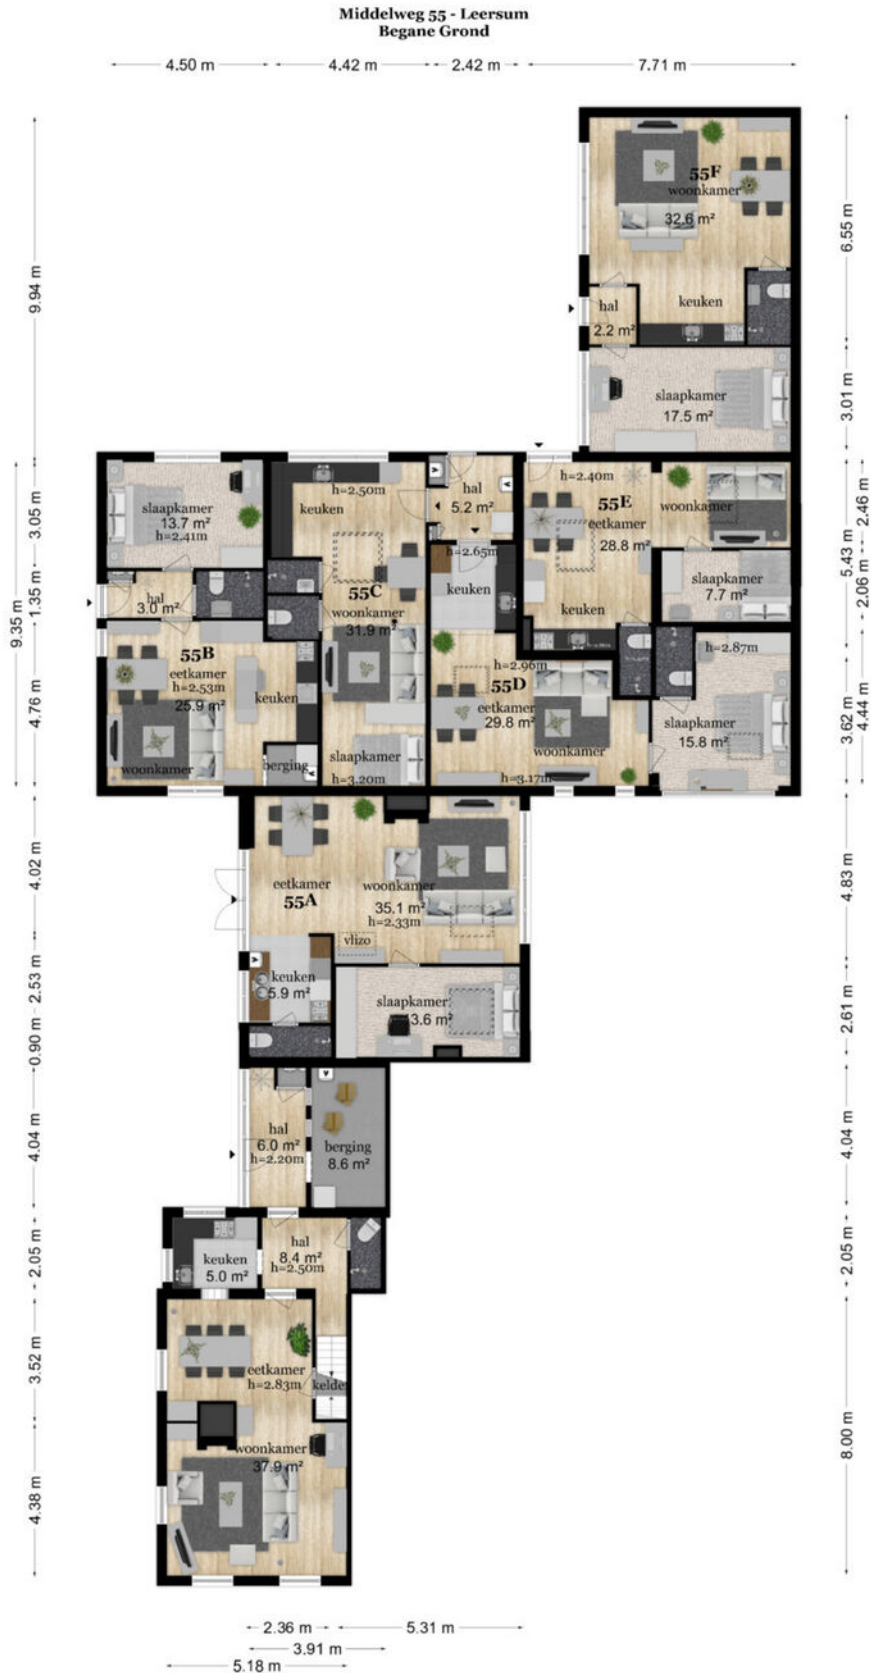 Middelweg 55 - Leersum
Begane Grond
4.50 m
4.42 m
2.42 m
7.71 m
9.94 m
6.55 m
3.01 m
55F
woonkamer
32.6 m²
hal
2.2 m²
keuken
slaapkamer
17.5 m²
9.35 m
3.05 m
1.35 m
4.76 m
slaapkamer
13.7 m²
h=2.41m
hal
3.0 m²
55B
eetkamer
h=2.53m
25.9 m²
keuken
woonkamer
berging
h=2.50m
keuken
55C
woonkamer
31.9 m²
slaapkamer
h=3.20m
hal
5.2 m²
h=2.65m
keuken
h=2.96m
55D
eetkamer
29.8 m²
woonkamer
h=3.17m
h=2.40m
55E
woonkamer
eetkamer
28.8 m²
keuken
slaapkamer
7.7 m²
h=2.87m
slaapkamer
15.8 m²
2.46 m
5.43 m
2.06 m
3.62 m
4.44 m
4.02 m
2.53 m
0.90 m
4.83 m
2.61 m
eetkamer
55A
woonkamer
35.1 m²
h=2.33m
vlizo
keuken
5.9 m²
slaapkamer
13.6 m²
4.04 m
hal
6.0 m²
h=2.20m
berging
8.6 m²
4.04 m
2.05 m
keuken
5.0 m²
hal
8.4 m²
h=2.50m
2.05 m
3.52 m
eetkamer
h=2.83m
kelde
4.38 m
woonkamer
37.9 m²
8.00 m
2.36 m
5.31 m
3.91 m
5.18 m